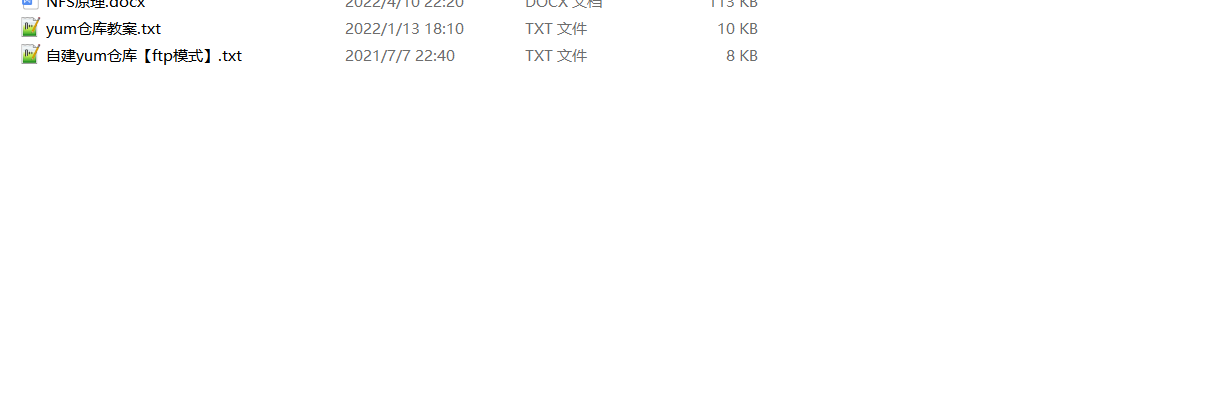 NFS原理.docx 2022/4/10 22:20 DOCX 文档 113 KB
yum仓库教案.txt 2022/1/13 18:10 TXT 文件 10 KB
自建yum仓库【ftp模式】.txt 2021/7/7 22:40 TXT 文件 8 KB